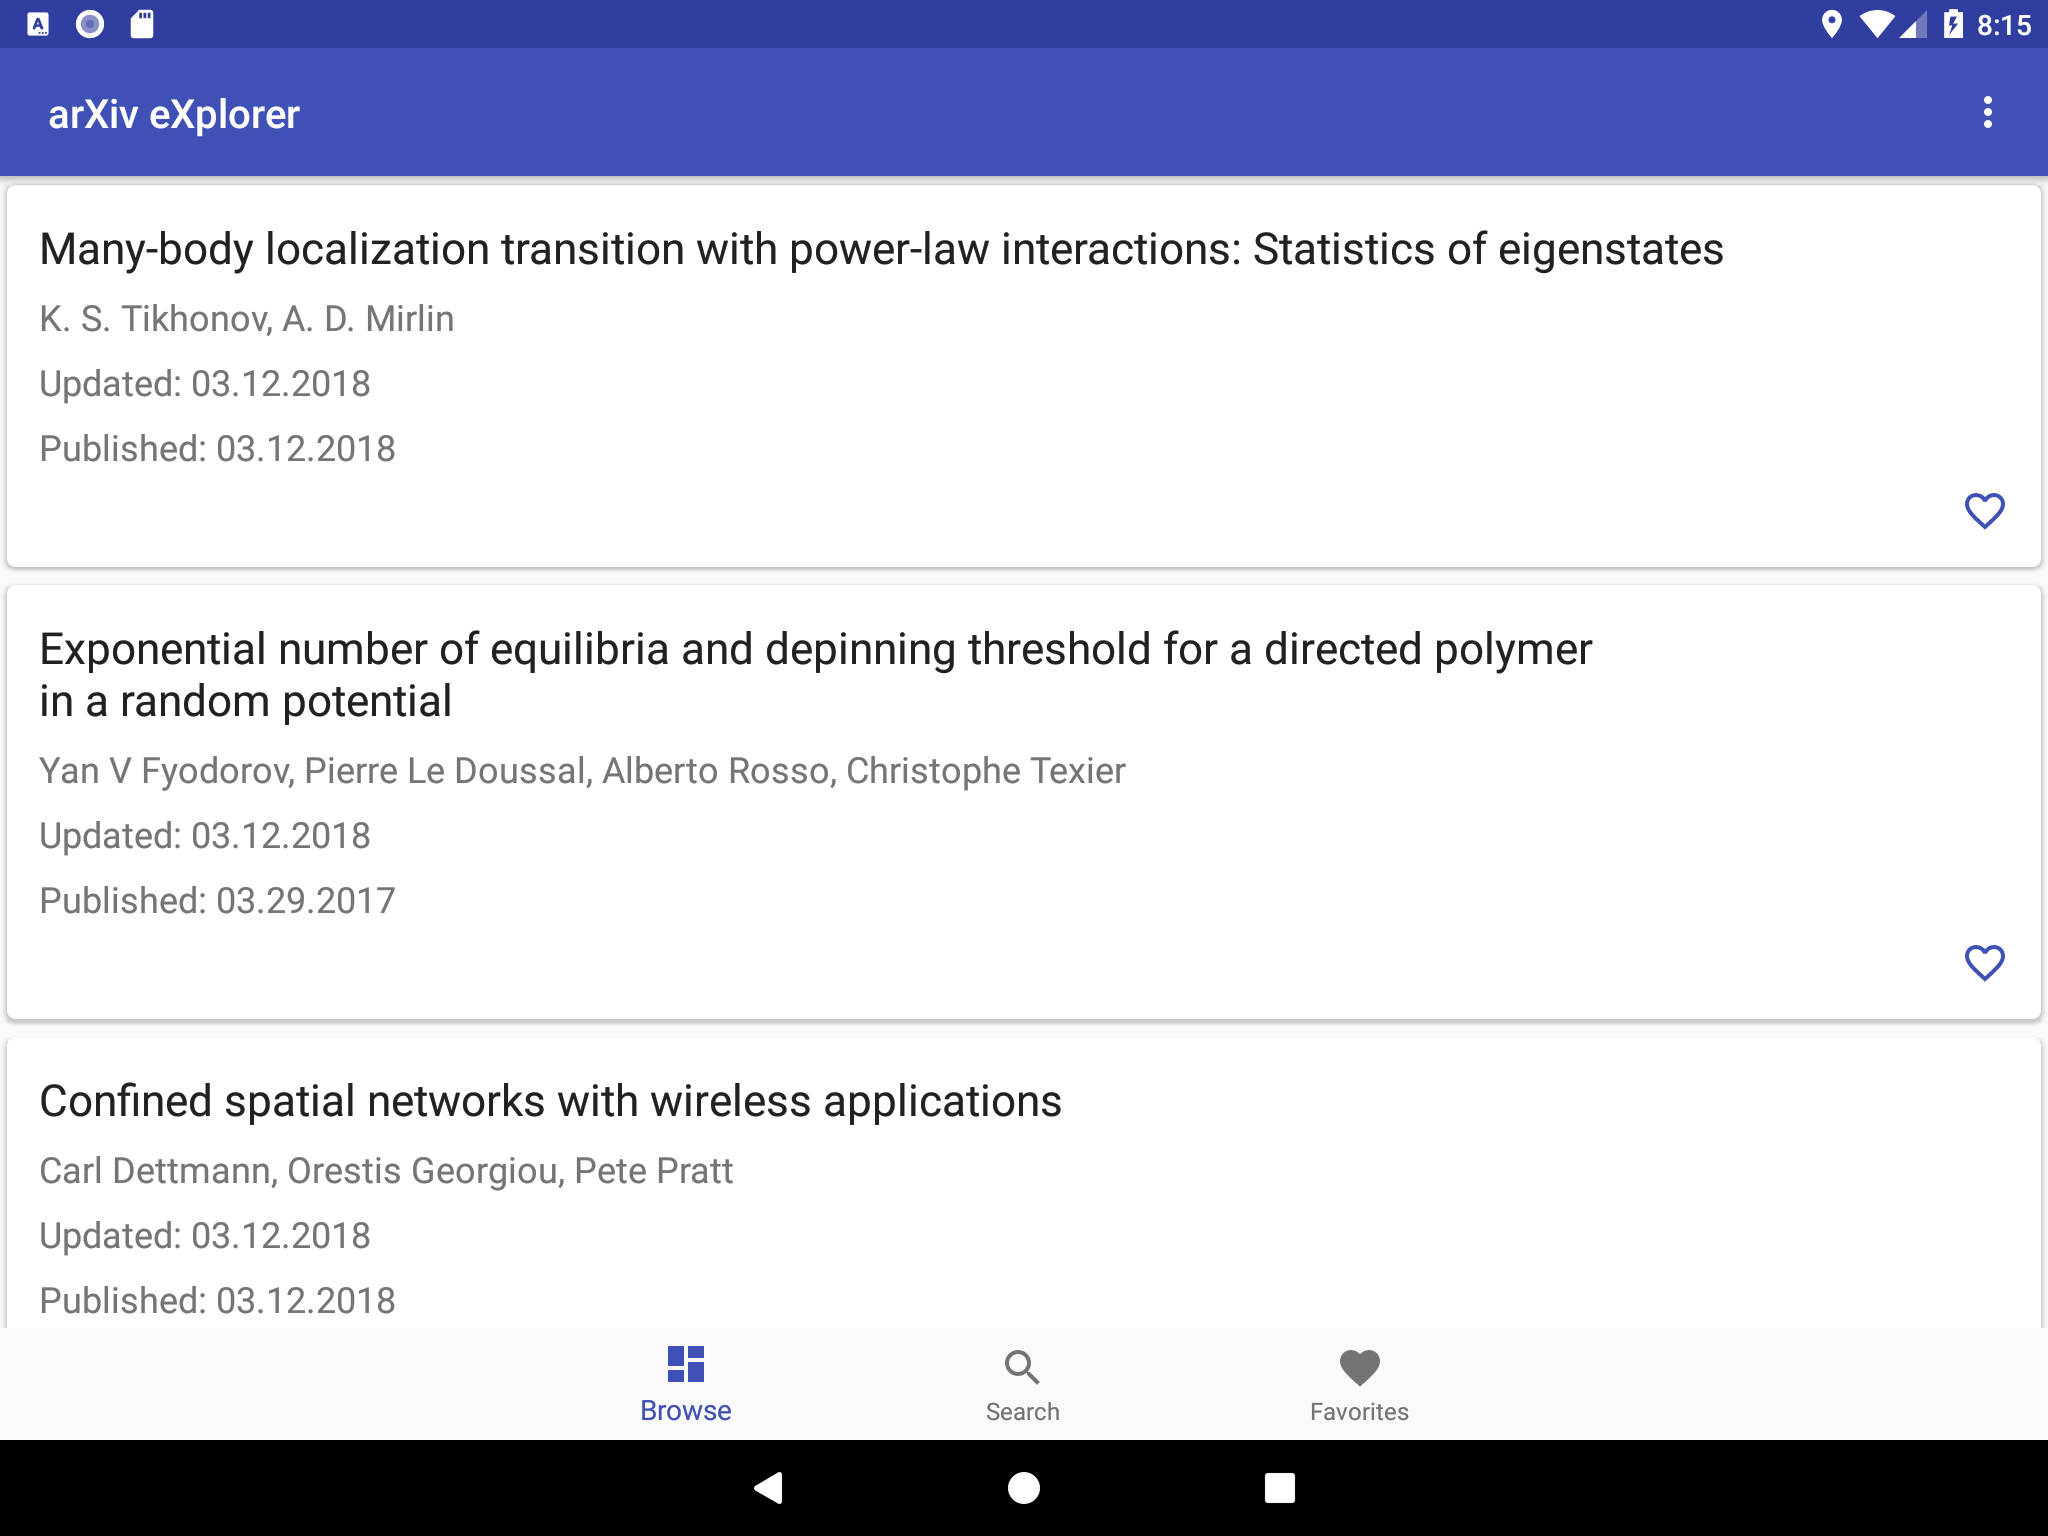 8:15
arXiv eXplorer
Many-body localization transition with power-law interactions: Statistics of eigenstates
K. S. Tikhonov, A. D. Mirlin
Updated: 03.12.2018
Published: 03.12.2018
Exponential number of equilibria and depinning threshold for a directed polymer
in a random potential
Yan V Fyodorov, Pierre Le Doussal, Alberto Rosso, Christophe Texier
Updated: 03.12.2018
Published: 03.29.2017
Confined spatial networks with wireless applications
Carl Dettmann, Orestis Georgiou, Pete Pratt
Updated: 03.12.2018
Published: 03.12.2018
Browse
Search
Favorites